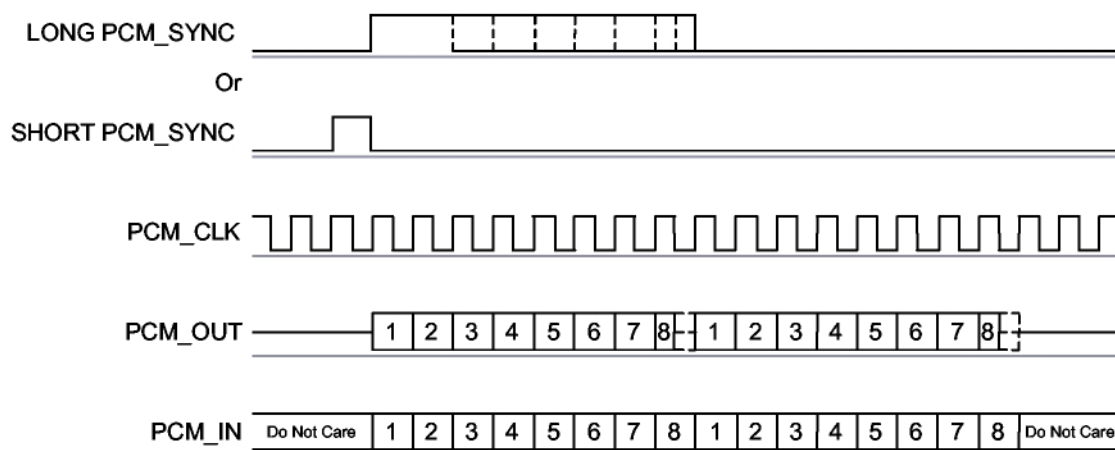 LONG PCM_SYNC
Or
SHORT PCM_SYNC
PCM_CLK
PCM_OUT 1 2 3 4 5 6 7 8 1 2 3 4 5 6 7 8
PCM_IN Do Not Care 1 2 3 4 5 6 7 8 1 2 3 4 5 6 7 8 Do Not Care